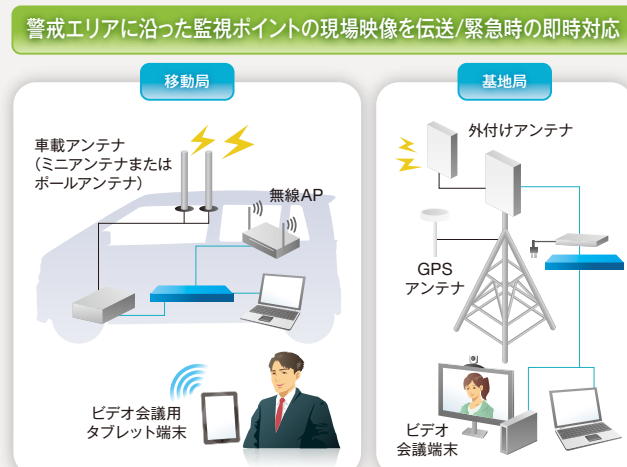 警戒エリアに沿った監視ポイントの現場映像を伝送/緊急時の即時対応
移動局
車載アンテナ
（ミニアンテナまたは
ポールアンテナ）
無線AP
ビデオ会議用
タブレット端末
基地局
外付けアンテナ
GPS
アンテナ
ビデオ
会議端末